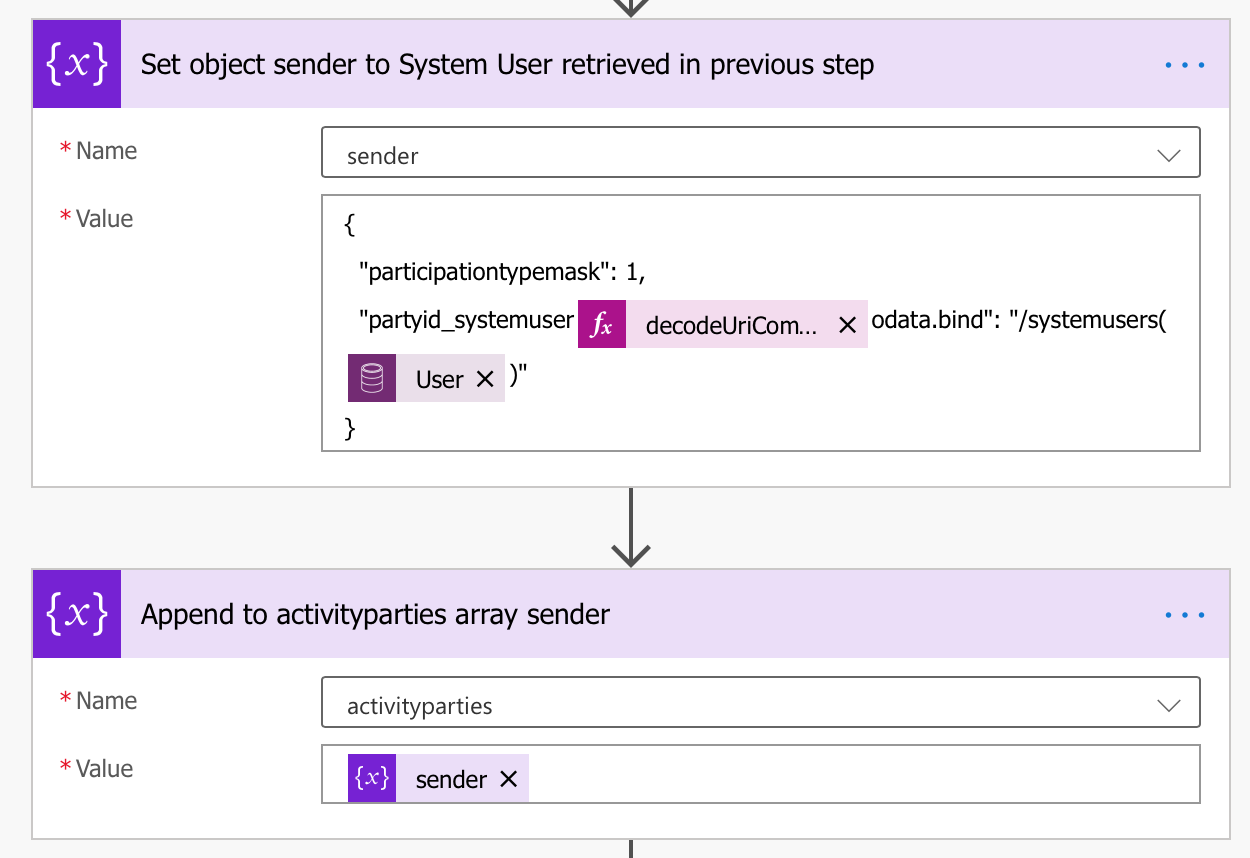 {x} Set object sender to System User retrieved in previous step ...
* Name
sender
* Value
{
"participationtypemask": 1,
"partyid_systemuser fx decodeUriCom... × odata.bind": "/systemusers(
User × )"
}
{x} Append to activityparties array sender ...
* Name
activityparties
* Value
{x} sender ×